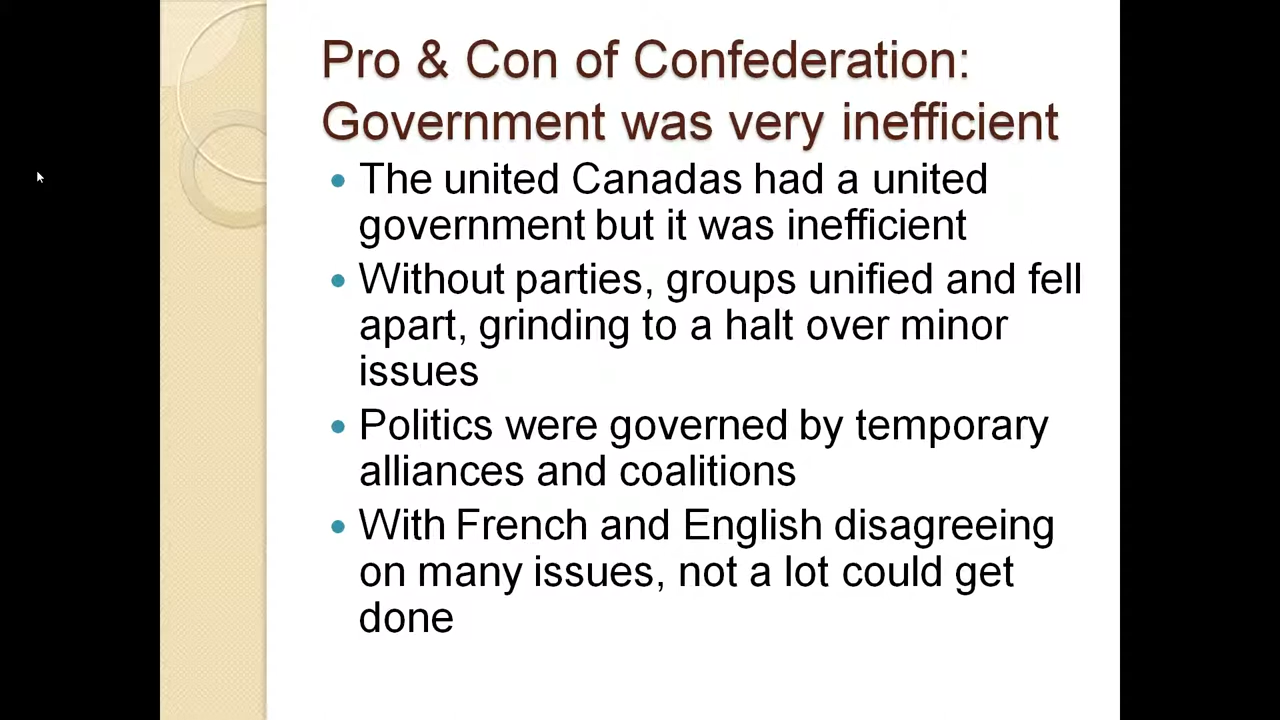 Pro & Con of Confederation:
Government was very inefficient
• The united Canadas had a united
government but it was inefficient
• Without parties, groups unified and fell
apart, grinding to a halt over minor
issues
• Politics were governed by temporary
alliances and coalitions
• With French and English disagreeing
on many issues, not a lot could get
done